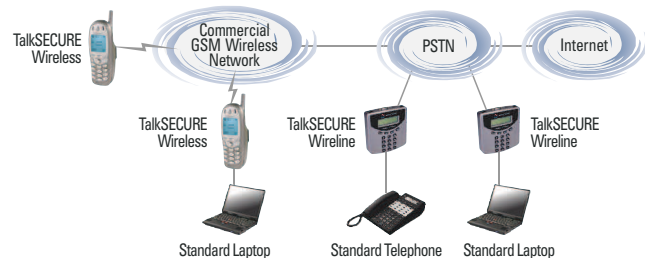 TalkSECURE
Wireless
Commercial
GSM Wireless
Network
PSTN
Internet
TalkSECURE
Wireless
TalkSECURE
Wireline
TalkSECURE
Wireline
Standard Laptop
Standard Telephone
Standard Laptop